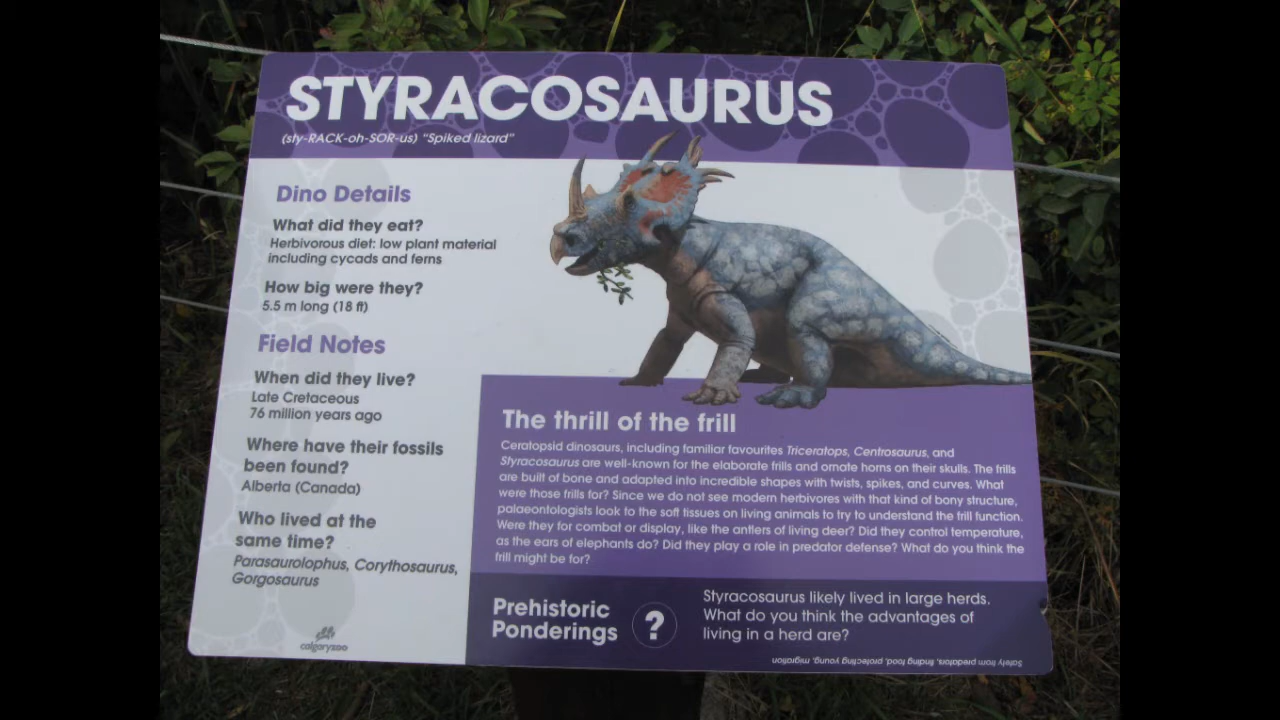 STYRACOSAURUS
(sty-RACK-oh-SOR-us) “Spiked lizard”
Dino Details
What did they eat?
Herbivorous diet: low plant material
including cycads and ferns
How big were they?
5.5 m long (18 ft)
Field Notes
When did they live?
Late Cretaceous
76 million years ago
Where have their fossils
been found?
Alberta (Canada)
Who lived at the
same time?
Parasaurolophus, Corythosaurus,
Gorgosaurus
calgaryzoo
The thrill of the frill
Ceratopsid dinosaurs, including familiar favourites Triceratops, Centrosaurus, and
Styracosaurus are well-known for the elaborate frills and ornate horns on their skulls. The frills
are built of bone and adapted into incredible shapes with twists, spikes, and curves. What
were those frills for? Since we do not see modern herbivores with that kind of bony structure,
palaeontologists look to the soft tissues on living animals to try to understand the frill function.
Were they for combat or display, like the antlers of living deer? Did they control temperature,
as the ears of elephants do? Did they play a role in predator defense? What do you think the
frill might be for?
Prehistoric
Ponderings
?
Styracosaurus likely lived in large herds.
What do you think the advantages of
living in a herd are?
Safety from predators, finding food, protecting young, migration